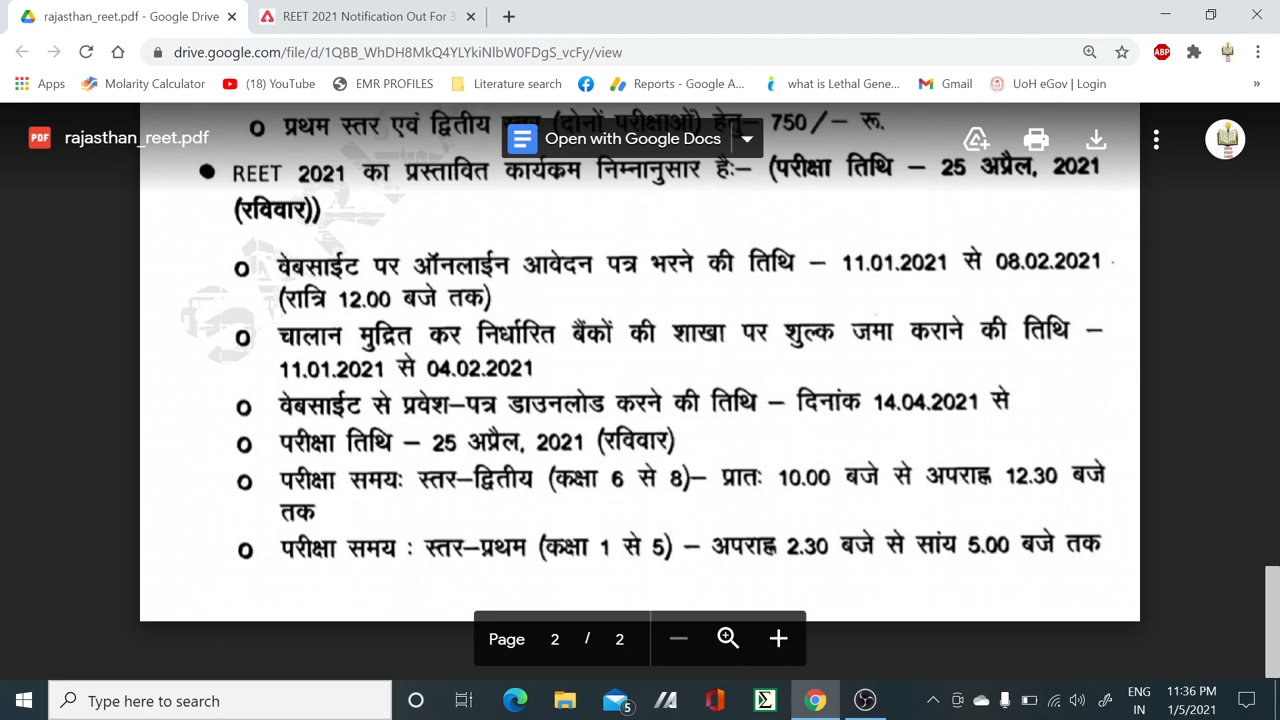 rajasthan_reet.pdf - Google Drive
REET 2021 Notification Out For 3
drive.google.com/file/d/1QBB_WhDH8MkQ4YLYkiNIbW0FDgS_vcFy/view
ABP
Apps Molarity Calculator (18) YouTube EMR PROFILES Literature search Reports - Google A... what is Lethal Gene... Gmail UoH eGov | Login »
PDF rajasthan_reet.pdf
Open with Google Docs
प्रथम स्तर एवं द्वितीय (दोनों परीक्षाओं) हेतु- 750/- रू.
REET 2021 का प्रस्तावित कार्यक्रम निम्नानुसार हैः- (परीक्षा तिथि - 25 अप्रैल, 2021
(रविवार))
वेबसाईट पर ऑनलाईन आवेदन पत्र भरने की तिथि - 11.01.2021 से 08.02.2021
(रात्रि 12.00 बजे तक)
चालान मुद्रित कर निर्धारित बैंकों की शाखा पर शुल्क जमा कराने की तिथि -
11.01.2021 से 04.02.2021
वेबसाईट से प्रवेश-पत्र डाउनलोड करने की तिथि - दिनांक 14.04.2021 से
परीक्षा तिथि - 25 अप्रैल, 2021 (रविवार)
परीक्षा समयः स्तर-द्वितीय (कक्षा 6 से 8)- प्रातः 10.00 बजे से अपराह्न 12.30 बजे
तक
परीक्षा समय : स्तर-प्रथम (कक्षा 1 से 5) - अपराह्न 2.30 बजे से सांय 5.00 बजे तक
Page 2 / 2
Type here to search
5
ENG
IN
11:36 PM
1/5/2021